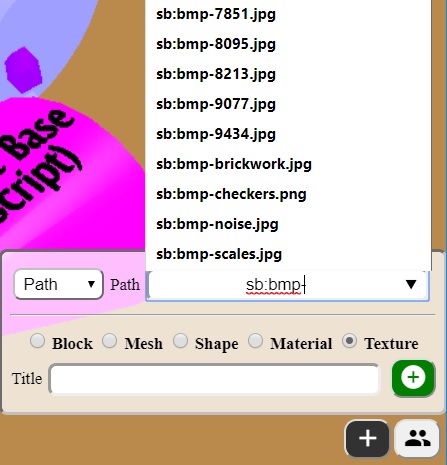 sb:bmp-7851.jpg
sb:bmp-8095.jpg
sb:bmp-8213.jpg
sb:bmp-9077.jpg
sb:bmp-9434.jpg
sb:bmp-brickwork.jpg
sb:bmp-checkers.png
sb:bmp-noise.jpg
sb:bmp-scales.jpg
Base
Script)
Path Path sb:bmp-
Block Mesh Shape Material Texture
Title